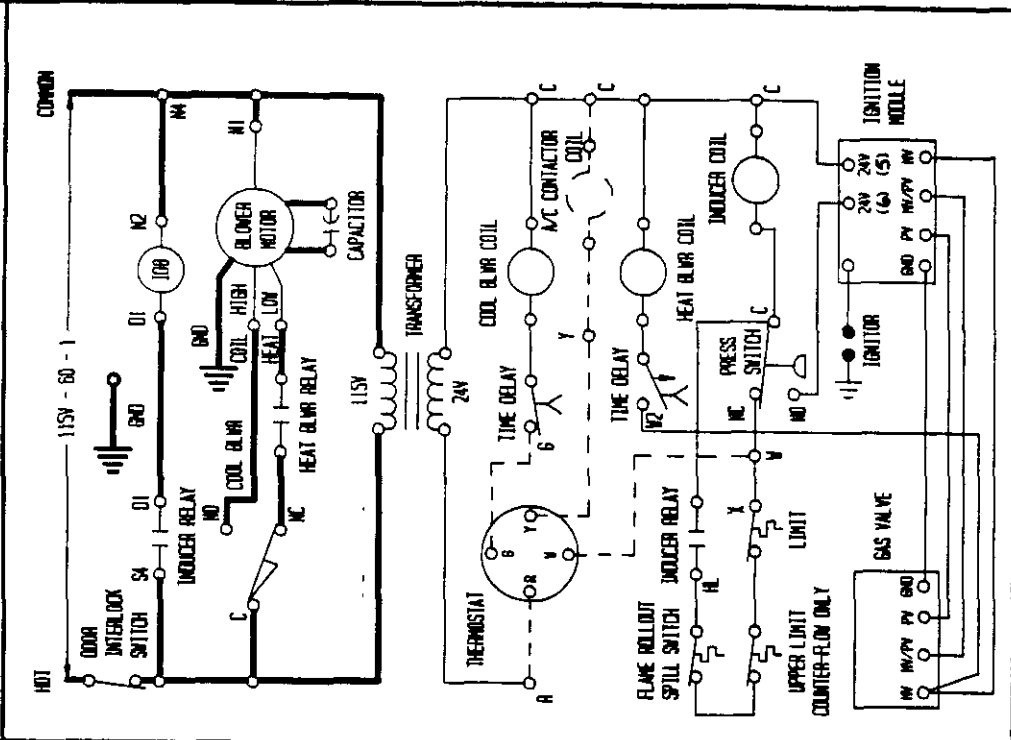 HOT
115V - 60 - 1
COMMON
DOOR
INTERLOCK
SWITCH
S4
D1
INDUCER RELAY
GND
D1
IDB
N2
N4
C
NO
NC
COOL BLWR
COIL
HIGH
HEAT
LOW
HEAT BLWR RELAY
GND
BLOWER
MOTOR
N1
CAPACITOR
115V
TRANSFORMER
24V
R
THERMOSTAT
R
G
Y
W
TIME DELAY
G
COOL BLWR COIL
C
Y
A/C CONTACTOR
COIL
C
TIME DELAY
W2
HEAT BLWR COIL
FLAME ROLLOUT
SPILL SWITCH
INDUCER RELAY
HL
PRESS
SWITCH
C
NC
NO
INDUCER COIL
C
UPPER LIMIT
COUNTER-FLOW ONLY
X
LIMIT
W
GAS VALVE
MV
MV/PV
PV
GND
IGNITOR
IGNITION
MODULE
24V
(6)
24V
(5)
GND
PV
MV/PV
MV